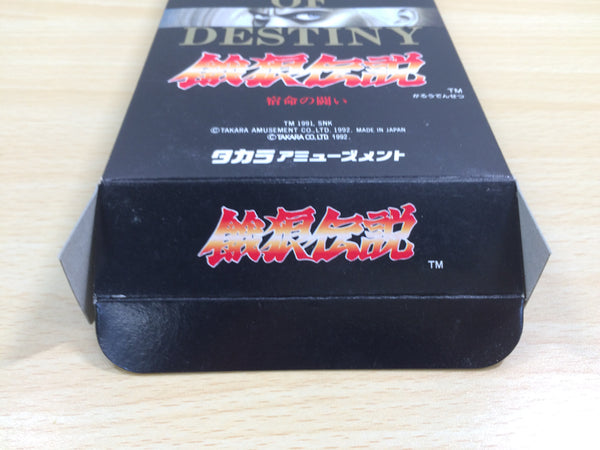 OF
DESTINY
餓狼伝説
TM
がろうでんせつ
宿命の闘い
TM 1991, SNK
©TAKARA AMUSEMENT CO.,LTD. 1992. MADE IN JAPAN
©TAKARA CO.,LTD. 1992.
タカラアミューズメント
餓狼伝説
TM